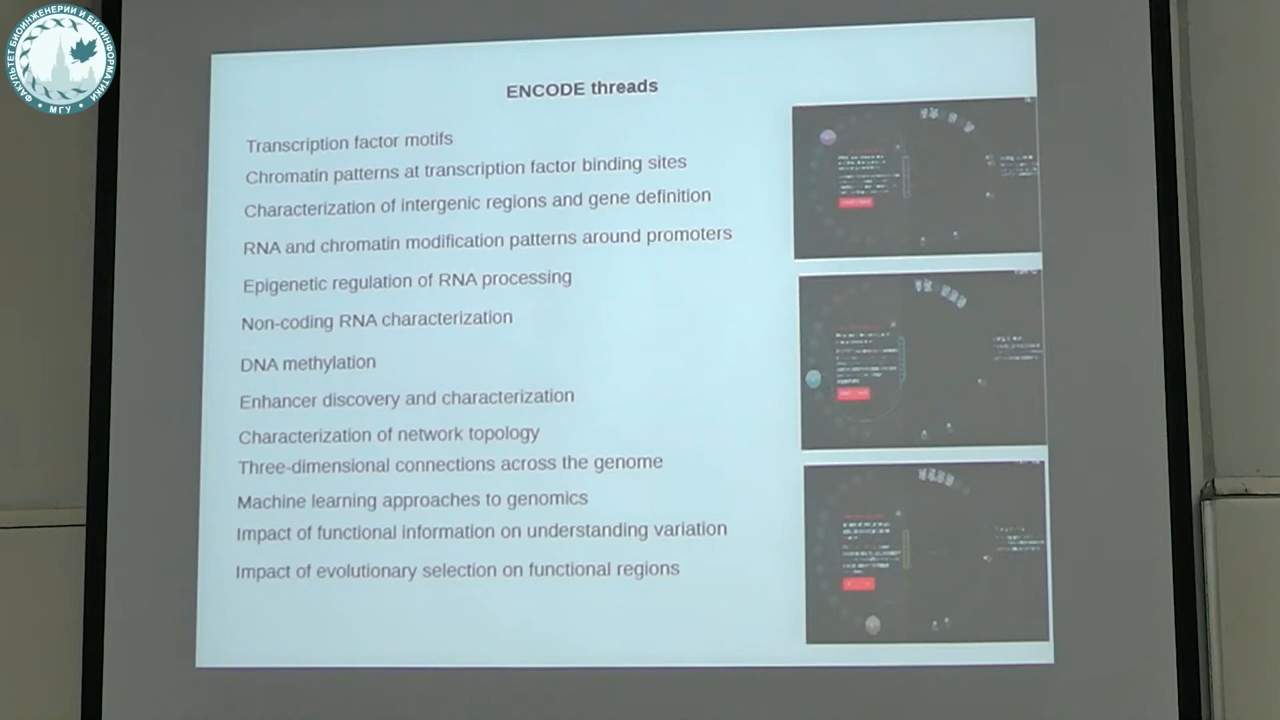 ФАКУЛЬТЕТ БИОИНЖЕНЕРИИ И БИОИНФОРМАТИКИ
МГУ
ENCODE threads
Transcription factor motifs
Chromatin patterns at transcription factor binding sites
Characterization of intergenic regions and gene definition
RNA and chromatin modification patterns around promoters
Epigenetic regulation of RNA processing
Non-coding RNA characterization
DNA methylation
Enhancer discovery and characterization
Characterization of network topology
Three-dimensional connections across the genome
Machine learning approaches to genomics
Impact of functional information on understanding variation
Impact of evolutionary selection on functional regions